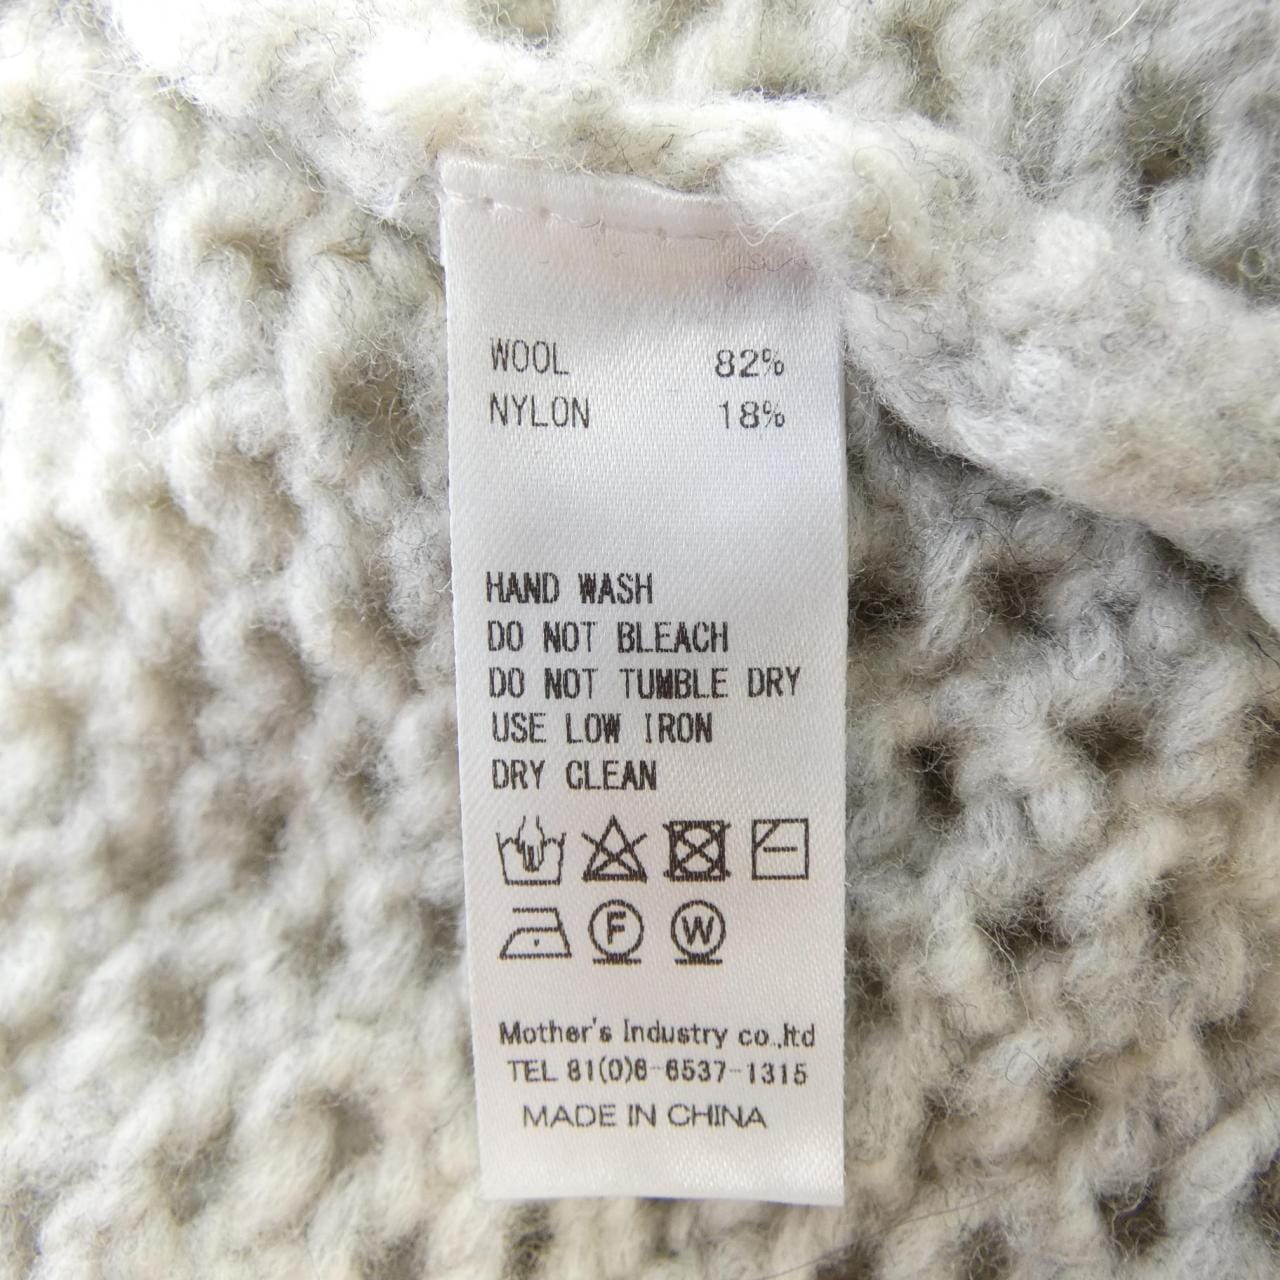 WOOL 82%
NYLON 18%
HAND WASH
DO NOT BLEACH
DO NOT TUMBLE DRY
USE LOW IRON
DRY CLEAN
F W
Mother's Industry co.,ltd
TEL 81(0)6-6537-1315
MADE IN CHINA